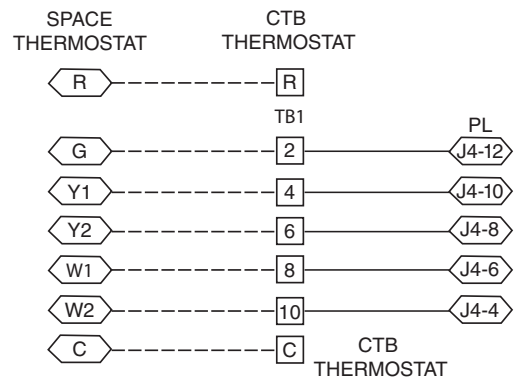 SPACE THERMOSTAT
CTB THERMOSTAT
R R
TB1
PL
G 2 J4-12
Y1 4 J4-10
Y2 6 J4-8
W1 8 J4-6
W2 10 J4-4
C C
CTB THERMOSTAT